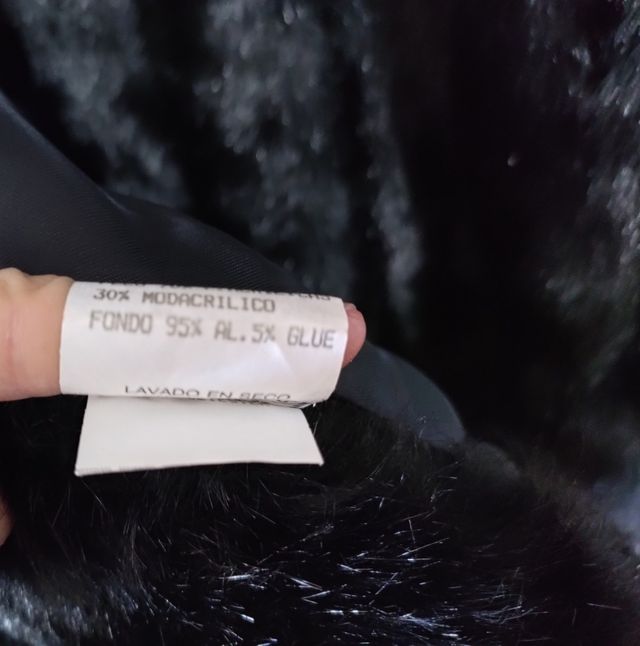 30% MODACRILICO
FONDO 95% AL.5% GLUE
LAVADO EN SECO